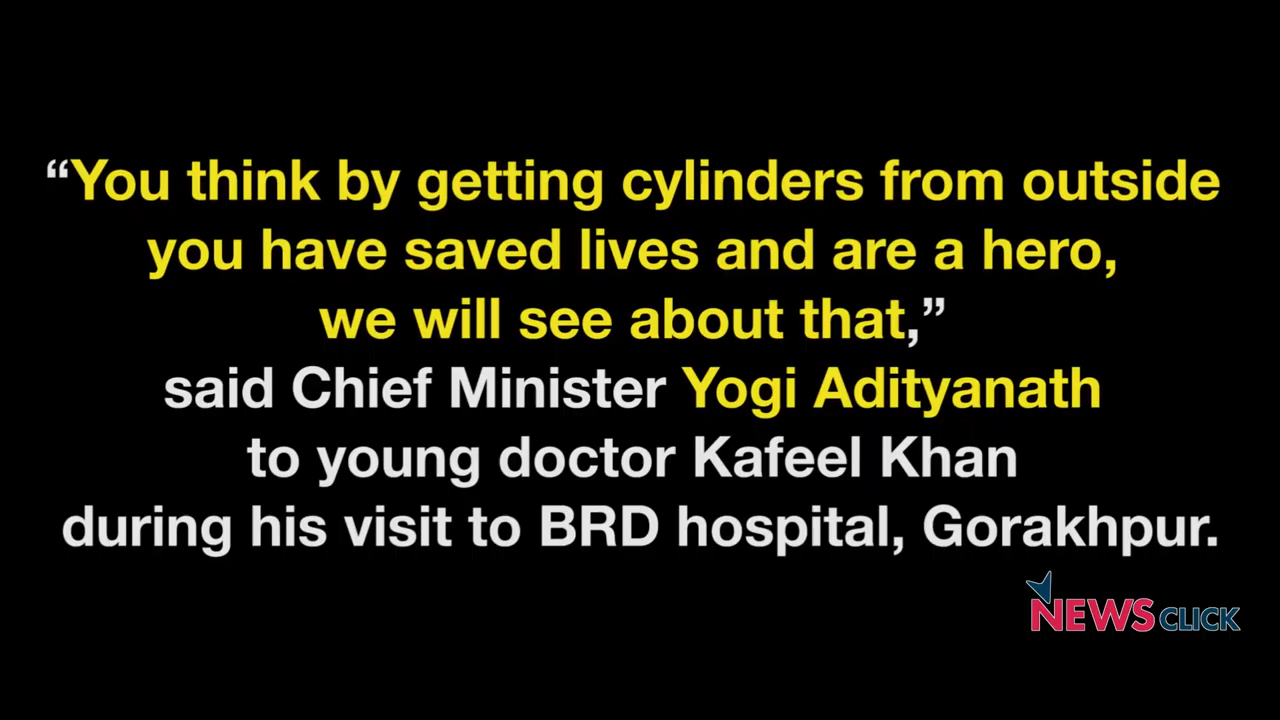 “You think by getting cylinders from outside
you have saved lives and are a hero,
we will see about that,”
said Chief Minister Yogi Adityanath
to young doctor Kafeel Khan
during his visit to BRD hospital, Gorakhpur.
NEWSCLICK